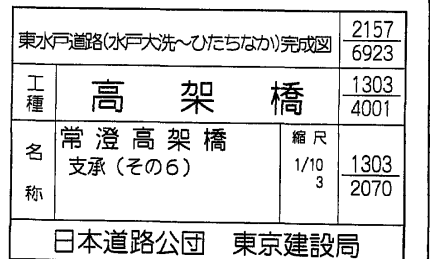 東水戸道路(水戸大洗~ひたちなか)完成図
2157
6923
工種
高架橋
1303
4001
名称
常澄高架橋
支承(その6)
縮尺
1/10
3
1303
2070
日本道路公団 東京建設局